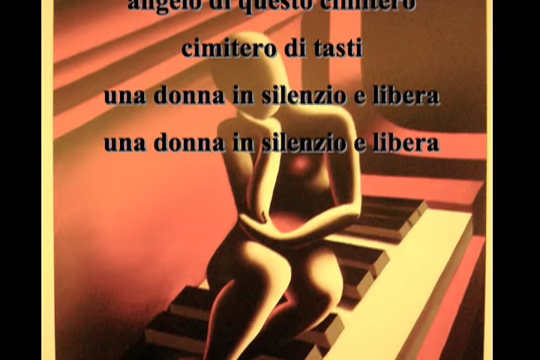 angelo di questo cimitero
cimitero di tasti
una donna in silenzio e libera
una donna in silenzio e libera